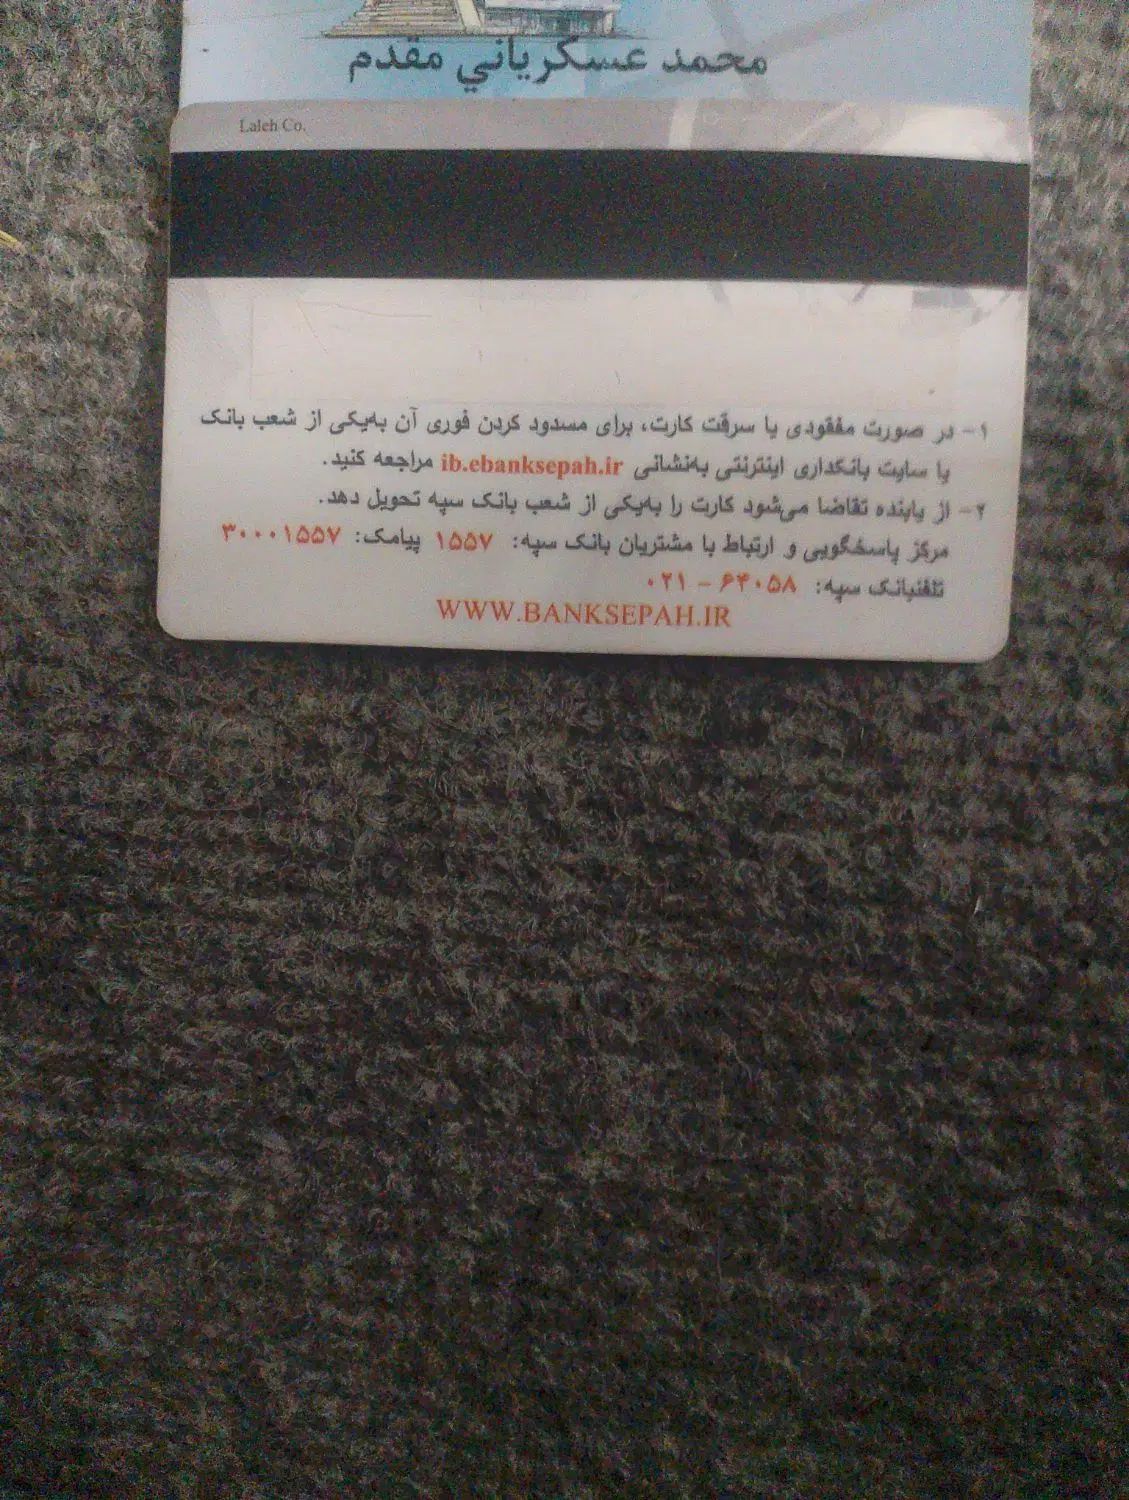 محمد عسكرياني مقدم
Laleh Co.
۱- در صورت مفقودی یا سرقت کارت، برای مسدود کردن فوری آن به‌یکی از شعب بانک
یا سایت بانکداری اینترنتی به‌نشانی ib.ebanksepah.ir مراجعه کنید.
۲- از یابنده تقاضا می‌شود کارت را به‌یکی از شعب بانک سپه تحویل دهد.
مرکز پاسخگویی و ارتباط با مشتریان بانک سپه: ۱۵۵۷ پیامک: ۳۰۰۰۱۵۵۷
تلفنبانک سپه: ۶۴۰۵۸ - ۰۲۱
WWW.BANKSEPAH.IR